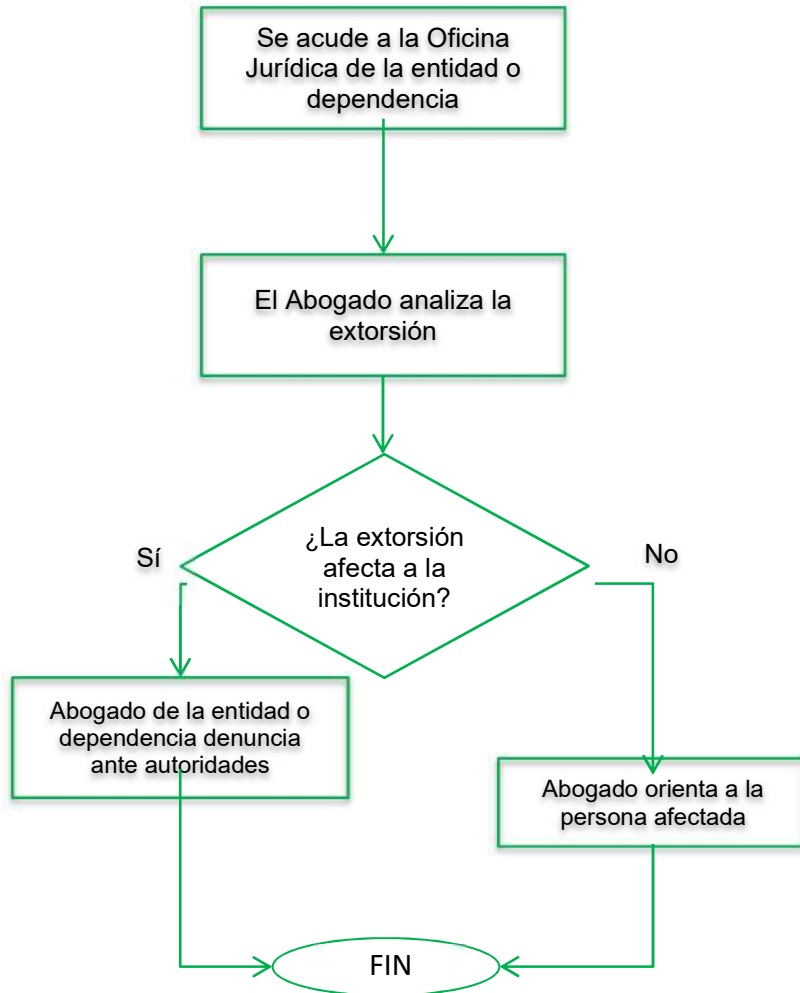 Se acude a la Oficina
Jurídica de la entidad o
dependencia
El Abogado analiza la
extorsión
¿La extorsión
afecta a la
institución?
Sí
No
Abogado de la entidad o
dependencia denuncia
ante autoridades
Abogado orienta a la
persona afectada
FIN